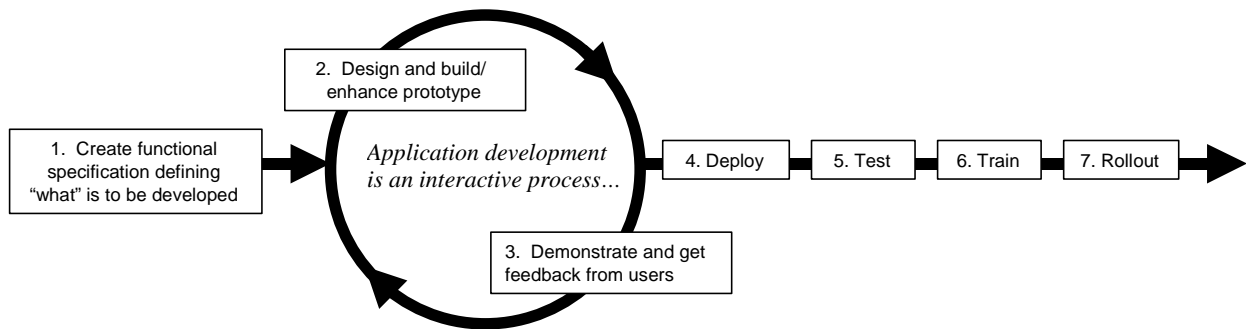 1. Create functional
specification defining
“what” is to be developed
2. Design and build/
enhance prototype
Application development
is an interactive process…
3. Demonstrate and get
feedback from users
4. Deploy
5. Test
6. Train
7. Rollout